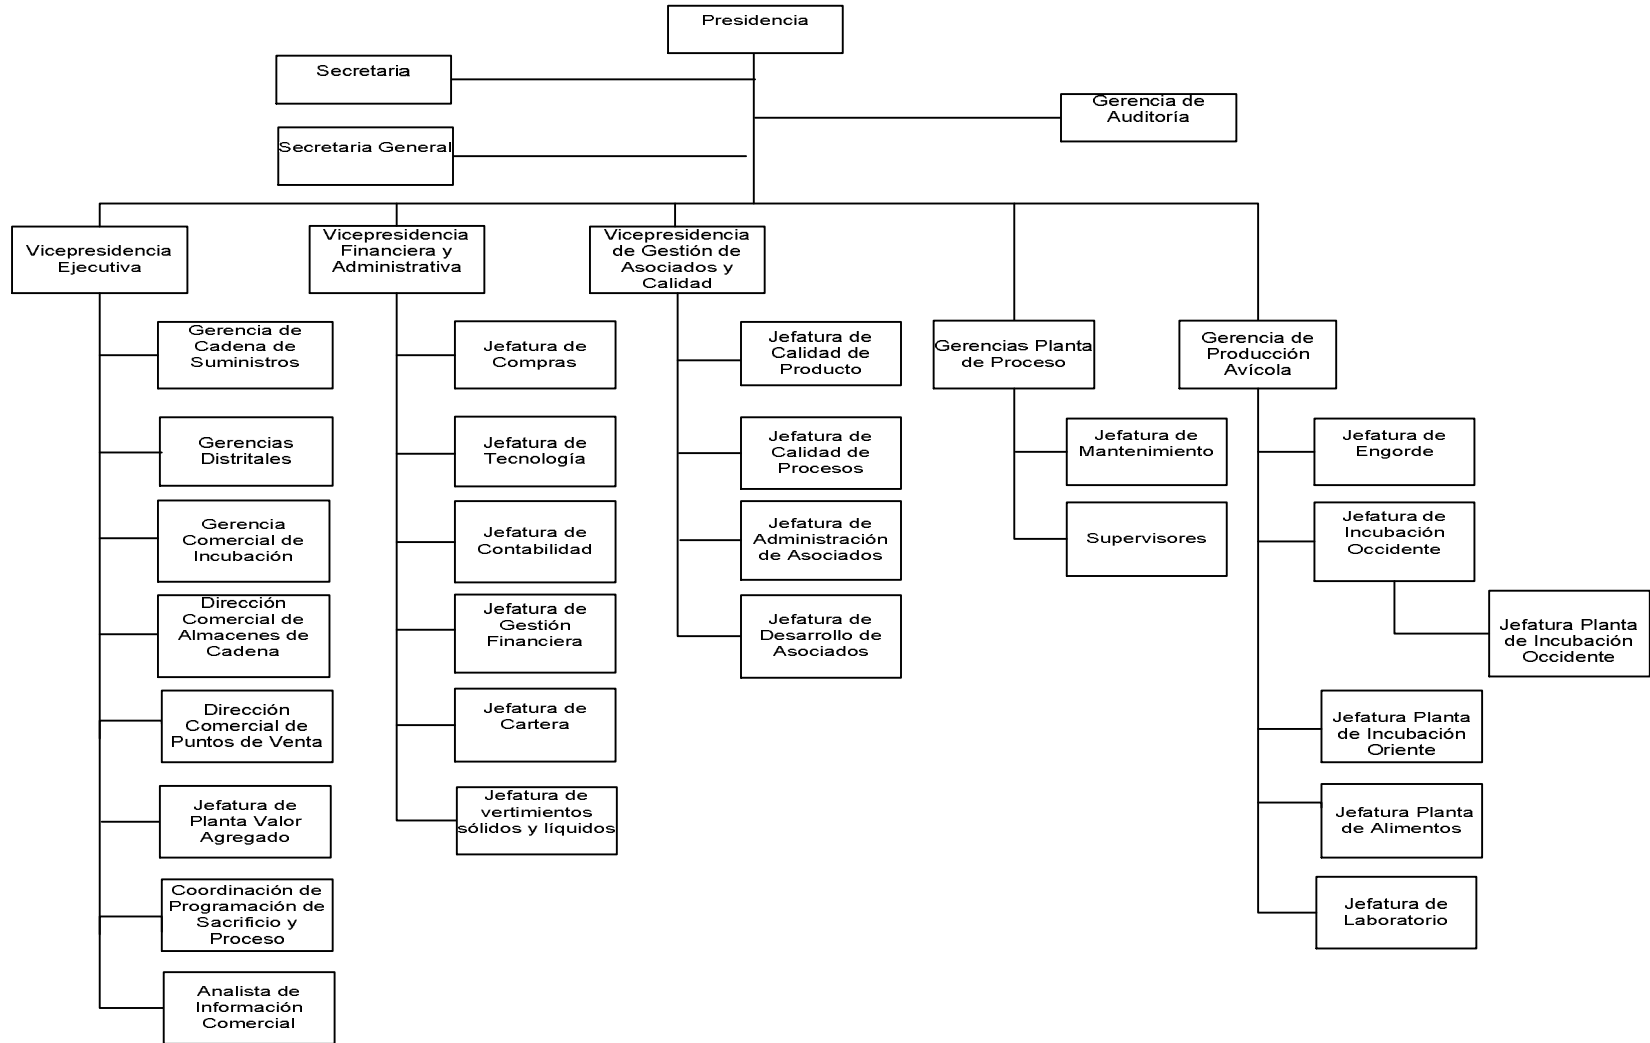 Presidencia
Secretaria
Gerencia de
Auditoría
Secretaria General
Vicepresidencia
Ejecutiva
Vicepresidencia
Financiera y
Administrativa
Vicepresidencia
de Gestión de
Asociados y
Calidad
Gerencias Planta
de Proceso
Gerencia de
Producción
Avícola
Gerencia de
Cadena de
Suministros
Gerencias
Distritales
Gerencia
Comercial de
Incubación
Dirección
Comercial de
Almacenes de
Cadena
Dirección
Comercial de
Puntos de Venta
Jefatura de
Planta Valor
Agregado
Coordinación de
Programación de
Sacrificio y
Proceso
Analista de
Información
Comercial
Jefatura de
Compras
Jefatura de
Tecnología
Jefatura de
Contabilidad
Jefatura de
Gestión
Financiera
Jefatura de
Cartera
Jefatura de
vertimientos
sólidos y líquidos
Jefatura de
Calidad de
Producto
Jefatura de
Calidad de
Procesos
Jefatura de
Administración
de Asociados
Jefatura de
Desarrollo de
Asociados
Jefatura de
Mantenimiento
Supervisores
Jefatura de
Engorde
Jefatura de
Incubación
Occidente
Jefatura Planta
de Incubación
Occidente
Jefatura Planta
de Incubación
Oriente
Jefatura Planta
de Alimentos
Jefatura de
Laboratorio